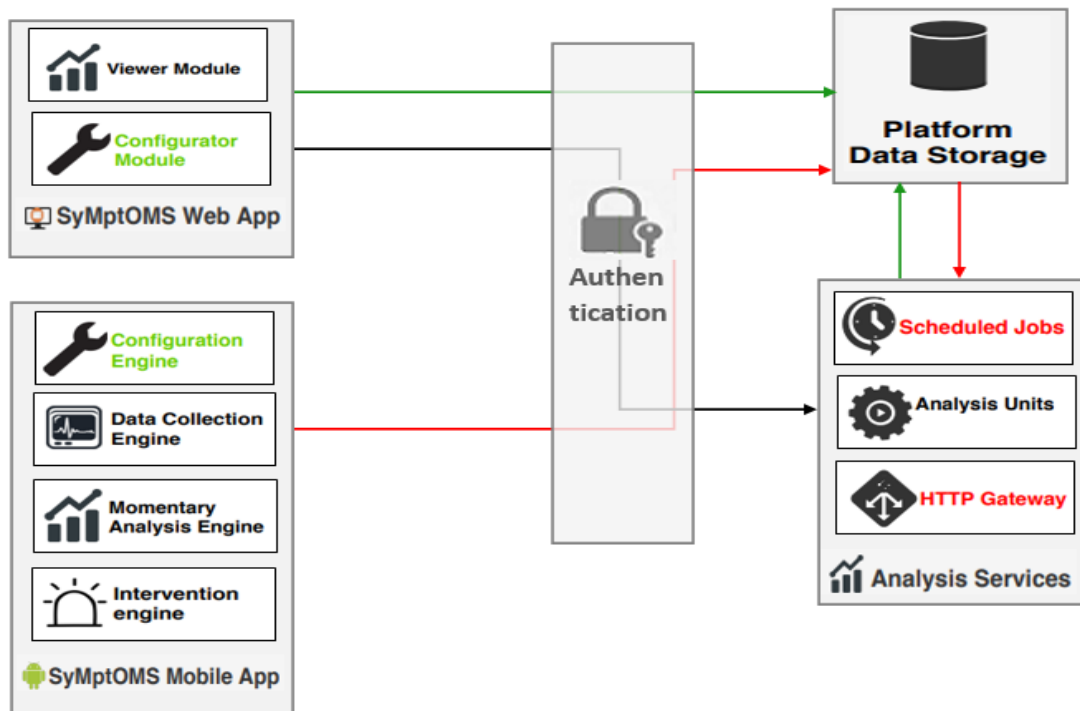 Viewer Module
Configurator
Module
SyMptOMS Web App
Configuration
Engine
Data Collection
Engine
Momentary
Analysis Engine
Intervention
engine
SyMptOMS Mobile App
Authen
tication
Platform
Data Storage
Scheduled Jobs
Analysis Units
HTTP Gateway
Analysis Services